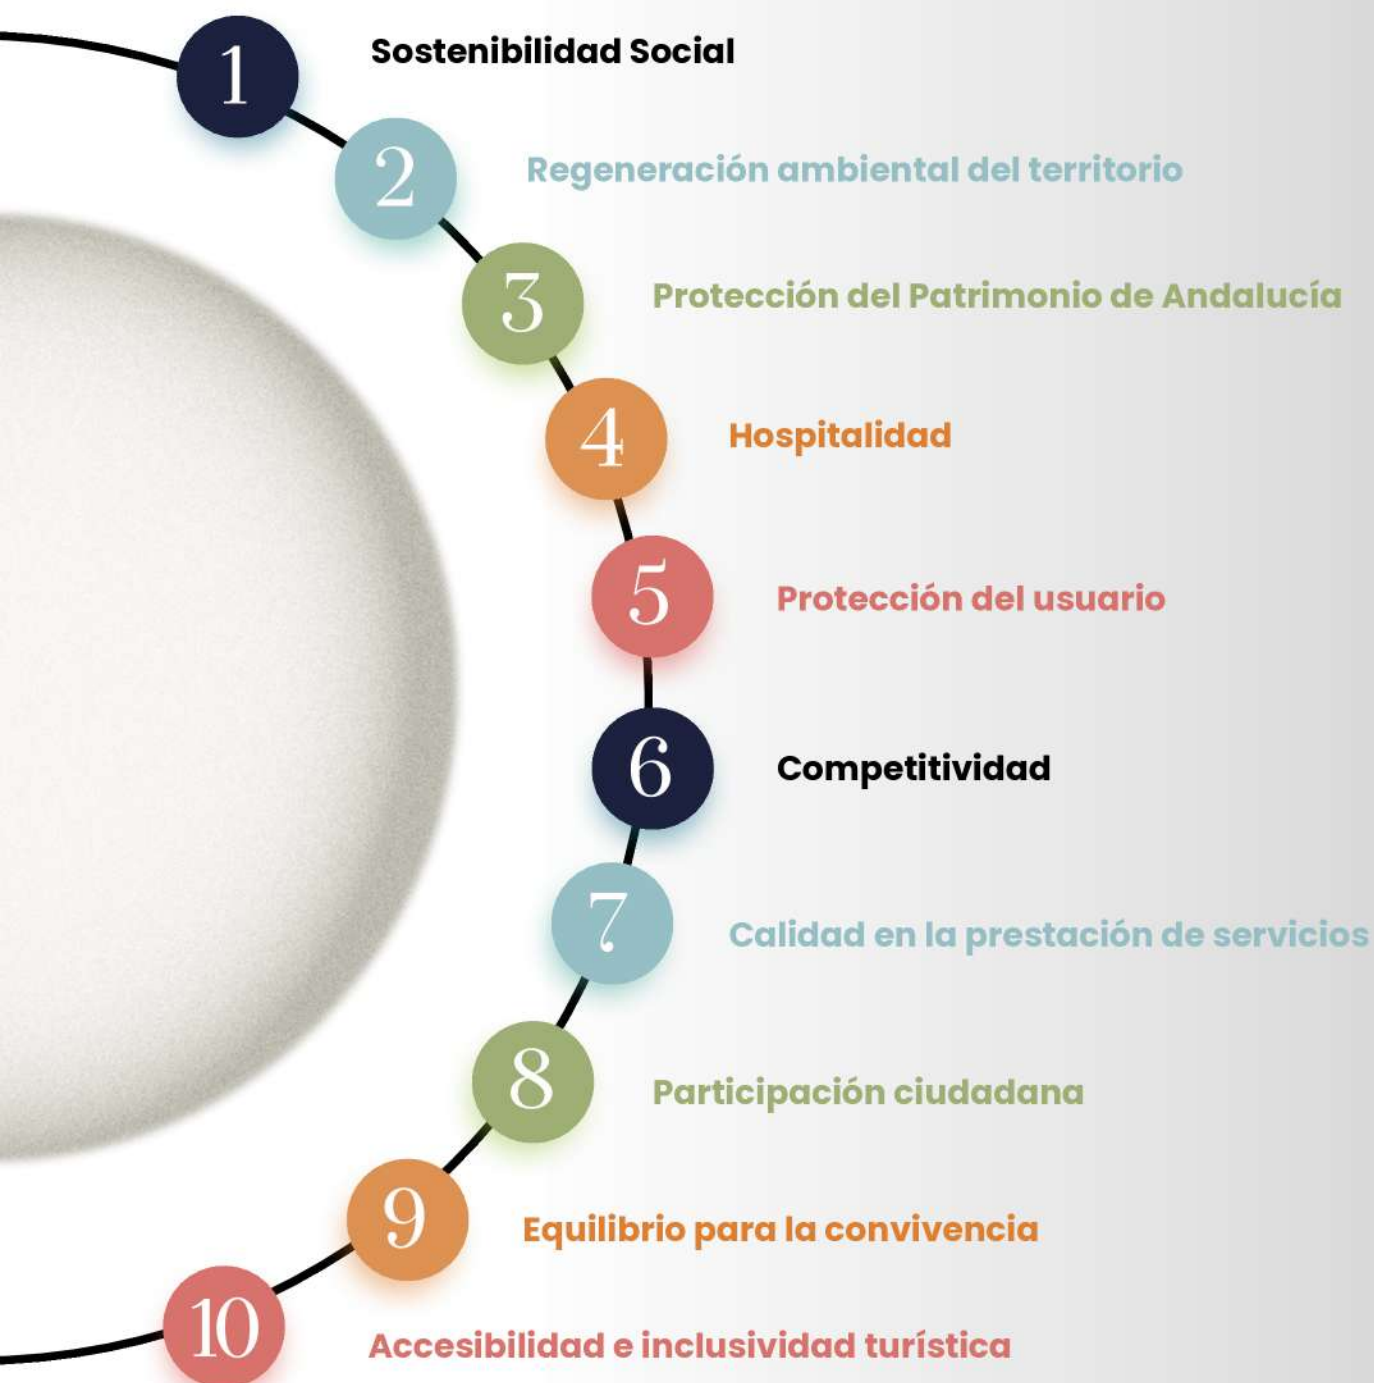 1 Sostenibilidad Social
2 Regeneración ambiental del territorio
3 Protección del Patrimonio de Andalucía
4 Hospitalidad
5 Protección del usuario
6 Competitividad
7 Calidad en la prestación de servicios
8 Participación ciudadana
9 Equilibrio para la convivencia
10 Accesibilidad e inclusividad turística